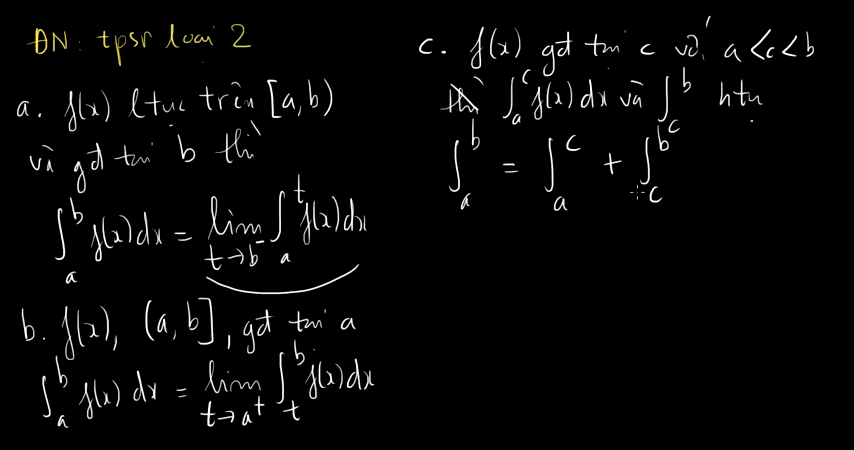 ĐN: tpsr loại 2
a. f(x) ltục trên [a, b)
và gđ tại b thì
∫_a^b f(x)dx = lim_{t→b^-} ∫_a^t f(x)dx
b. f(x), (a, b], gđ tại a
∫_a^b f(x) dx = lim_{t→a^+} ∫_t^b f(x)dx
c. f(x) gđ tại c với a < c < b
∫_a^c f(x) dx và ∫_c^b htụ
∫_a^b = ∫_a^c + ∫_c^b